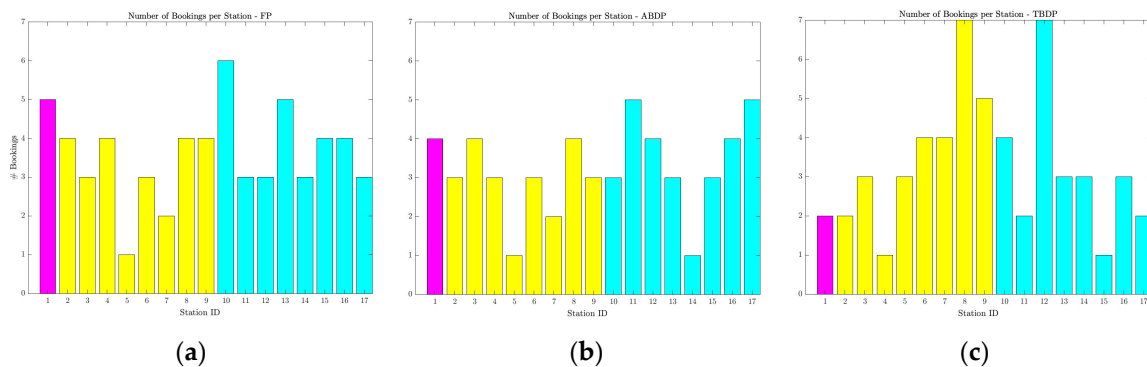 Number of Bookings per Station - FP
7
6
5
4
3
2
1
0
# Bookings
1 2 3 4 5 6 7 8 9 10 11 12 13 14 15 16 17
Station ID
(a)
Number of Bookings per Station - ABDP
7
6
5
4
3
2
1
0
1 2 3 4 5 6 7 8 9 10 11 12 13 14 15 16 17
Station ID
(b)
Number of Bookings per Station - TBDP
7
6
5
4
3
2
1
0
1 2 3 4 5 6 7 8 9 10 11 12 13 14 15 16 17
Station ID
(c)